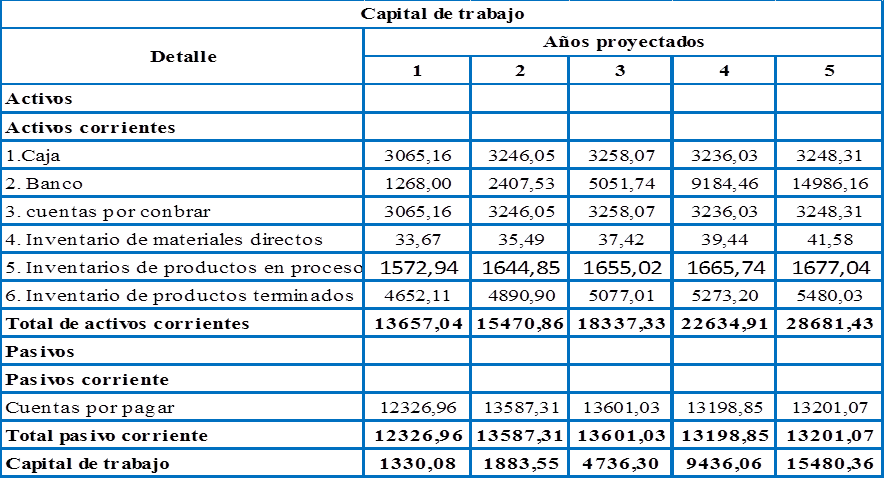 Capital de trabajo
Detalle Años proyectados
1 2 3 4 5
Activos
Activos corrientes
1.Caja 3065,16 3246,05 3258,07 3236,03 3248,31
2. Banco 1268,00 2407,53 5051,74 9184,46 14986,16
3. cuentas por conbrar 3065,16 3246,05 3258,07 3236,03 3248,31
4. Inventario de materiales directos 33,67 35,49 37,42 39,44 41,58
5. Inventarios de productos en proceso 1572,94 1644,85 1655,02 1665,74 1677,04
6. Inventario de productos terminados 4652,11 4890,90 5077,01 5273,20 5480,03
Total de activos corrientes 13657,04 15470,86 18337,33 22634,91 28681,43
Pasivos
Pasivos corriente
Cuentas por pagar 12326,96 13587,31 13601,03 13198,85 13201,07
Total pasivo corriente 12326,96 13587,31 13601,03 13198,85 13201,07
Capital de trabajo 1330,08 1883,55 4736,30 9436,06 15480,36